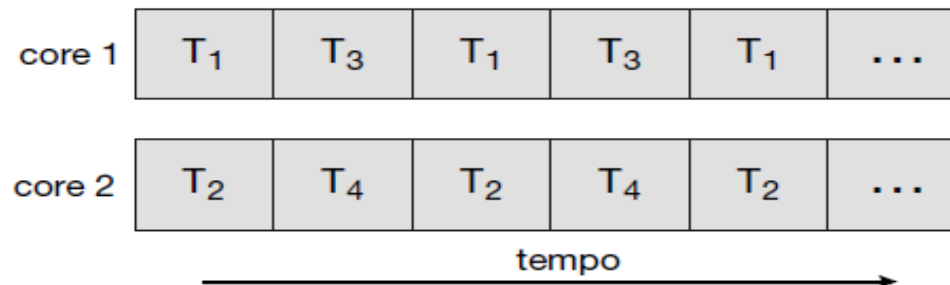 core 1 T₁ T₃ T₁ T₃ T₁ ...
core 2 T₂ T₄ T₂ T₄ T₂ ...
tempo